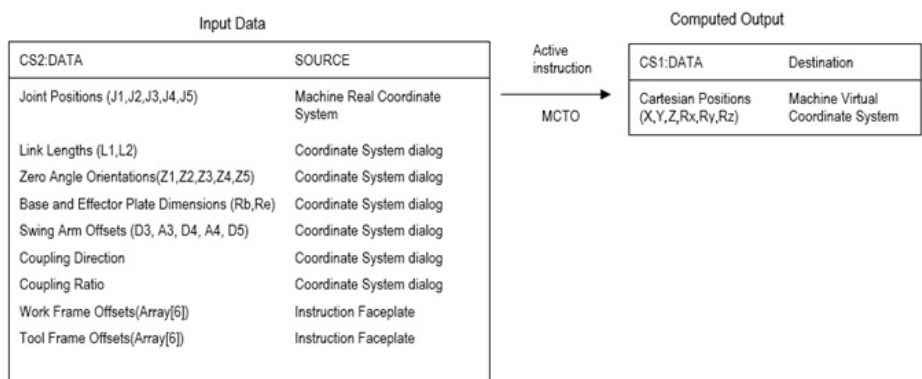 Input Data
CS2:DATA SOURCE
Joint Positions (J1,J2,J3,J4,J5) Machine Real Coordinate
System
Link Lengths (L1,L2) Coordinate System dialog
Zero Angle Orientations(Z1,Z2,Z3,Z4,Z5) Coordinate System dialog
Base and Effector Plate Dimensions (Rb,Re) Coordinate System dialog
Swing Arm Offsets (D3, A3, D4, A4, D5) Coordinate System dialog
Coupling Direction Coordinate System dialog
Coupling Ratio Coordinate System dialog
Work Frame Offsets(Array[6]) Instruction Faceplate
Tool Frame Offsets(Array[6]) Instruction Faceplate
Active
instruction
MCTO
Computed Output
CS1:DATA Destination
Cartesian Positions Machine Virtual
(X,Y,Z,Rx,Ry,Rz) Coordinate System